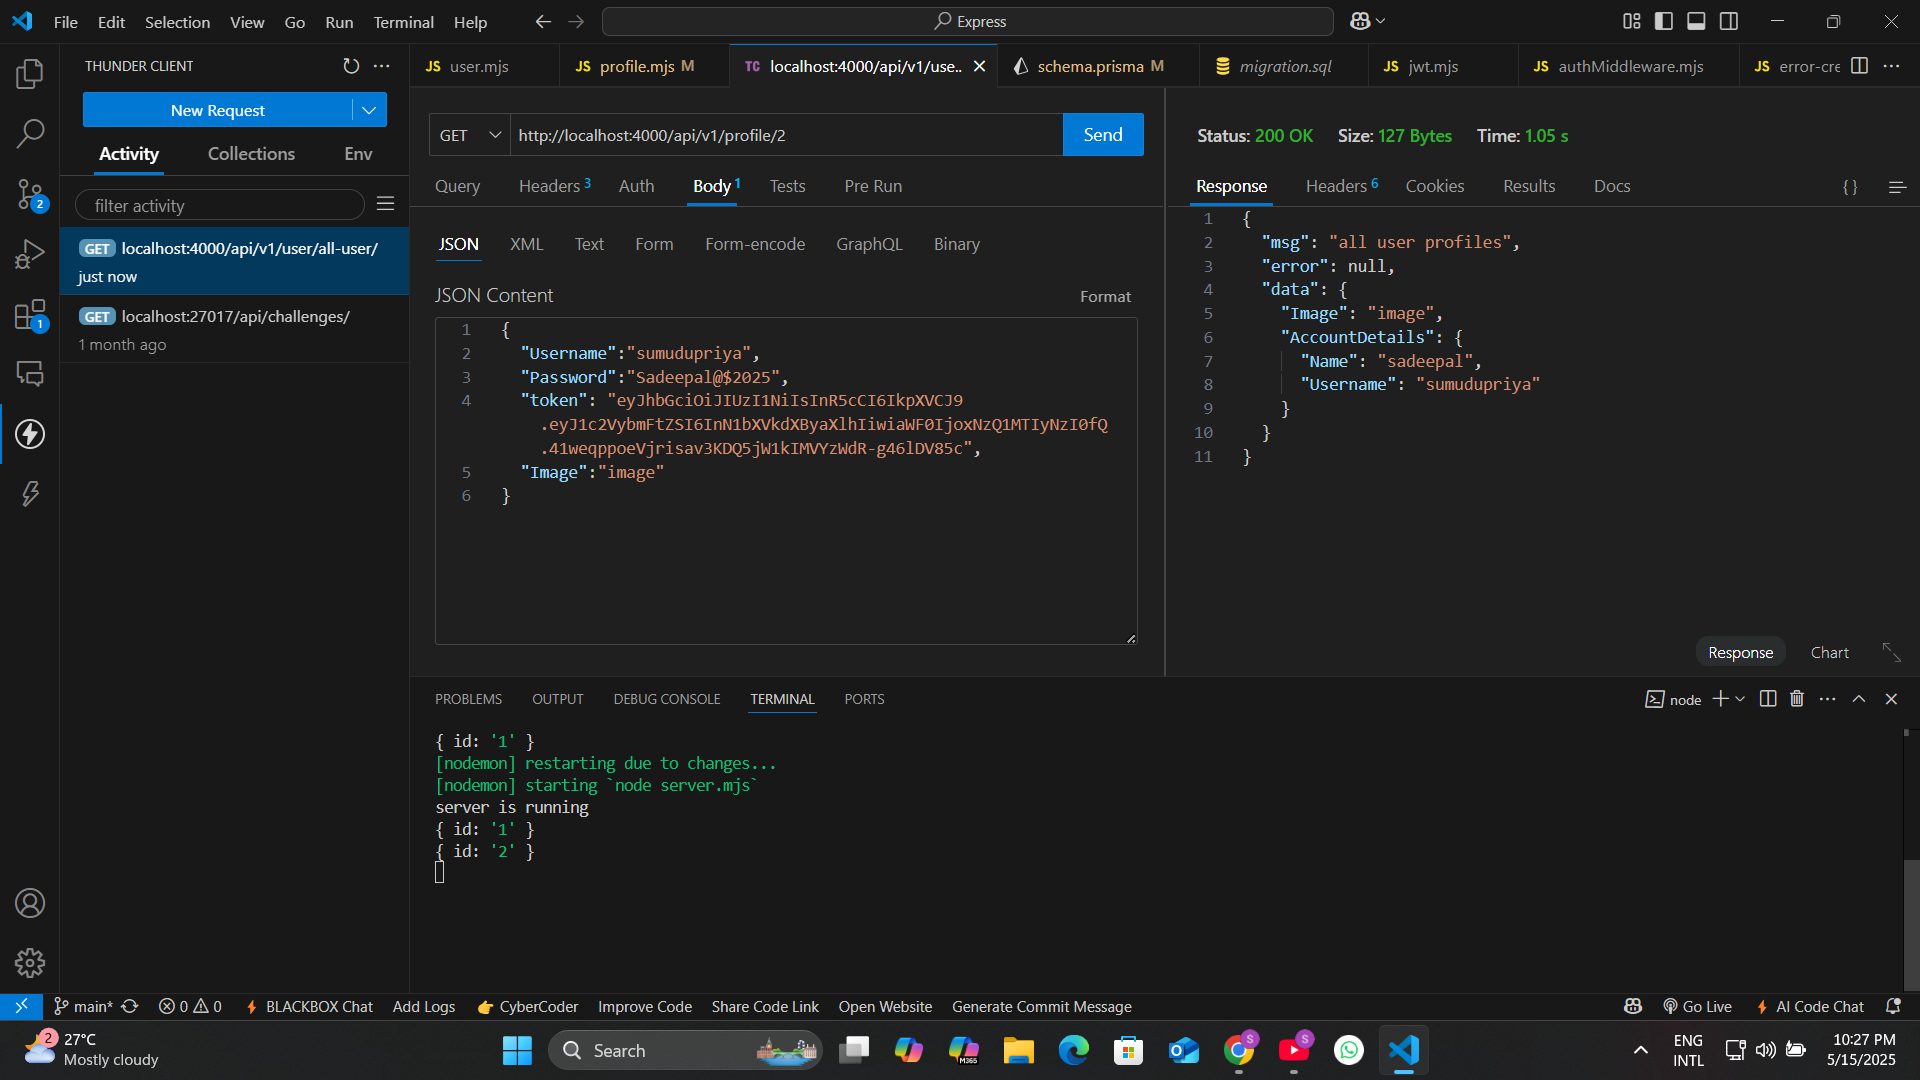 File Edit Selection View Go Run Terminal Help
Express
THUNDER CLIENT
New Request
Activity Collections Env
filter activity
GET localhost:4000/api/v1/user/all-user/
just now
GET localhost:27017/api/challenges/
1 month ago
2
1
JS user.mjs
JS profile.mjs M
TC localhost:4000/api/v1/use..
schema.prisma M
migration.sql
JS jwt.mjs
JS authMiddleware.mjs
JS error-cre
GET http://localhost:4000/api/v1/profile/2 Send
Query Headers 3 Auth Body 1 Tests Pre Run
JSON XML Text Form Form-encode GraphQL Binary
JSON Content Format
1 {
2 "Username":"sumudupriya",
3 "Password":"Sadeepal@$2025",
4 "token": "eyJhbGciOiJIUzI1NiIsInR5cCI6IkpXVCJ9
.eyJ1c2VybmFtZSI6InN1bXVkdXByaXlhIiwiaWF0IjoxNzQ1MTIyNzI0fQ
.41weqppoeVjrisav3KDQ5jW1kIMVYzWdR-g46lDV85c",
5 "Image":"image"
6 }
Status: 200 OK Size: 127 Bytes Time: 1.05 s
Response Headers 6 Cookies Results Docs { }
1 {
2 "msg": "all user profiles",
3 "error": null,
4 "data": {
5 "Image": "image",
6 "AccountDetails": {
7 "Name": "sadeepal",
8 "Username": "sumudupriya"
9 }
10 }
11 }
Response Chart
PROBLEMS OUTPUT DEBUG CONSOLE TERMINAL PORTS
node
{ id: '1' }
[nodemon] restarting due to changes...
[nodemon] starting `node server.mjs`
server is running
{ id: '1' }
{ id: '2' }
main* 0 0 BLACKBOX Chat Add Logs CyberCoder Improve Code Share Code Link Open Website Generate Commit Message
Go Live AI Code Chat
2 27°C
Mostly cloudy
Search
M365
S
S
ENG
INTL
10:27 PM
5/15/2025